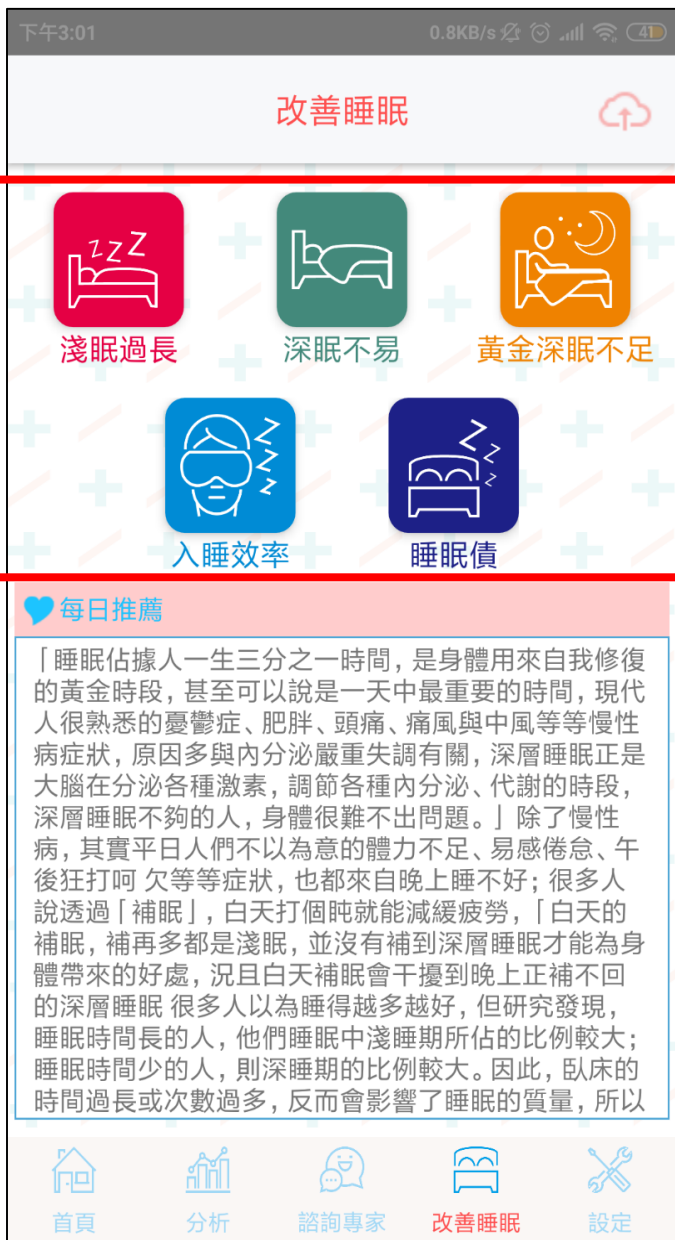 下午3:01 0.8KB/s 41
改善睡眠
zzZ
淺眠過長 深眠不易 黃金深眠不足
ZZzz
Zzz
入睡效率 睡眠債
每日推薦
「睡眠佔據人一生三分之一時間,是身體用來自我修復
的黃金時段,甚至可以說是一天中最重要的時間,現代
人很熟悉的憂鬱症、肥胖、頭痛、痛風與中風等等慢性
病症狀,原因多與內分泌嚴重失調有關,深層睡眠正是
大腦在分泌各種激素,調節各種內分泌、代謝的時段,
深層睡眠不夠的人,身體很難不出問題。」除了慢性
病,其實平日人們不以為意的體力不足、易感倦怠、午
後狂打呵 欠等等症狀,也都來自晚上睡不好;很多人
說透過「補眠」,白天打個盹就能減緩疲勞,「白天的
補眠,補再多都是淺眠,並沒有補到深層睡眠才能為身
體帶來的好處,況且白天補眠會干擾到晚上正補不回
的深層睡眠 很多人以為睡得越多越好,但研究發現,
睡眠時間長的人,他們睡眠中淺睡期所佔的比例較大;
睡眠時間少的人,則深睡期的比例較大。因此,臥床的
時間過長或次數過多,反而會影響了睡眠的質量,所以
首頁 分析 諮詢專家 改善睡眠 設定